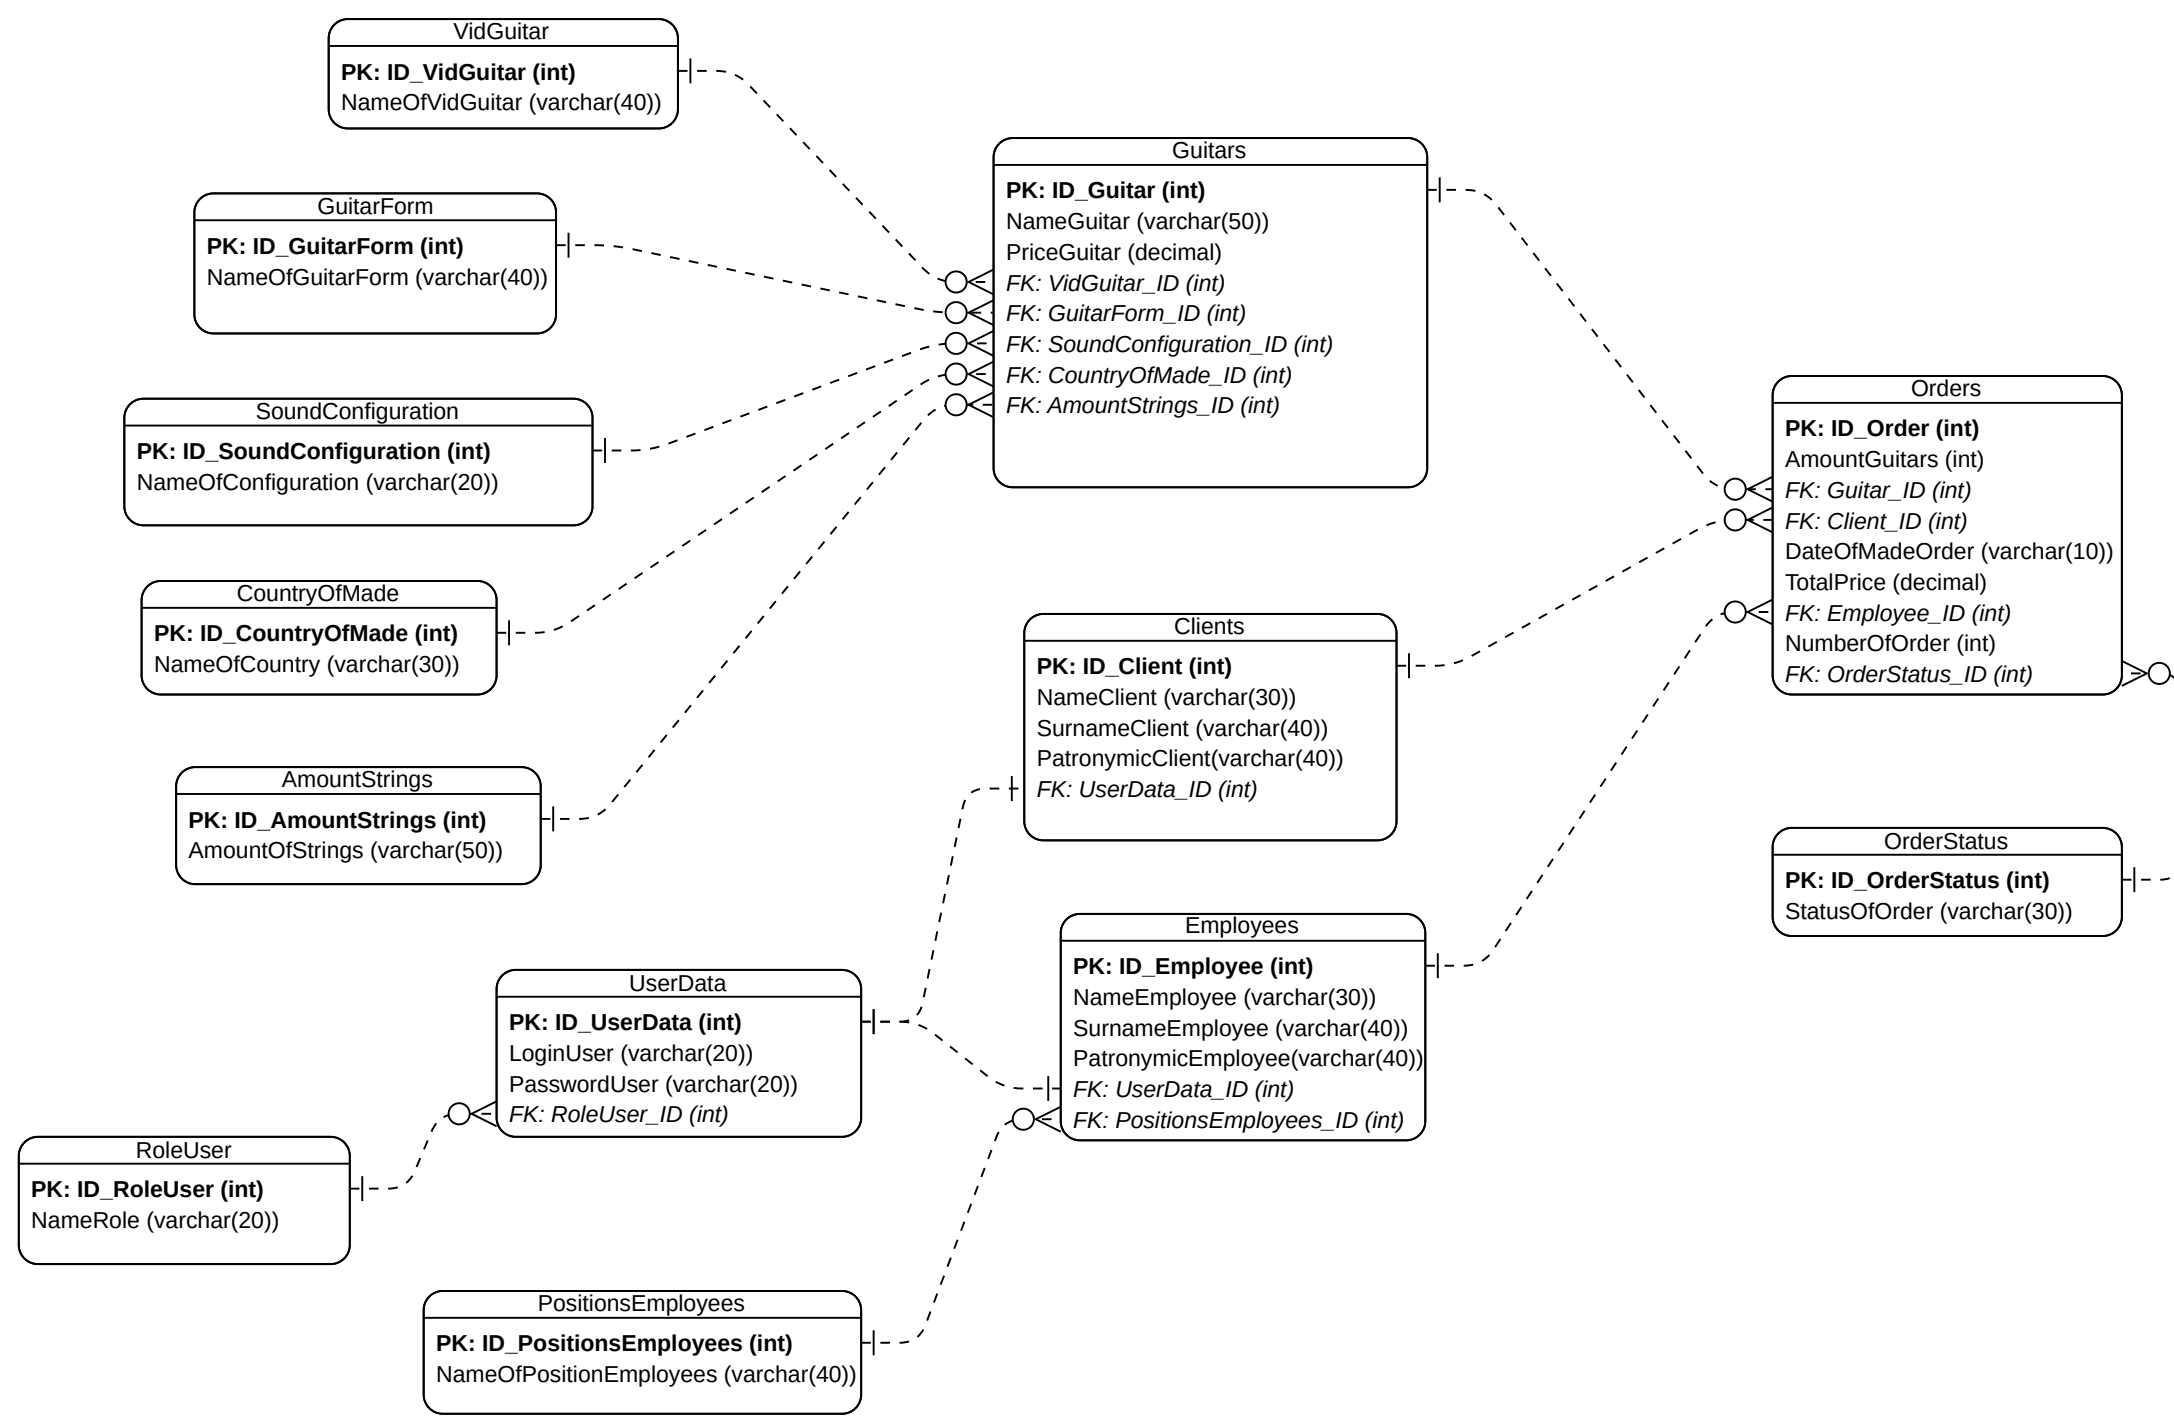 VidGuitar
PK: ID_VidGuitar (int)
NameOfVidGuitar (varchar(40))
GuitarForm
PK: ID_GuitarForm (int)
NameOfGuitarForm (varchar(40))
SoundConfiguration
PK: ID_SoundConfiguration (int)
NameOfConfiguration (varchar(20))
CountryOfMade
PK: ID_CountryOfMade (int)
NameOfCountry (varchar(30))
AmountStrings
PK: ID_AmountStrings (int)
AmountOfStrings (varchar(50))
Guitars
PK: ID_Guitar (int)
NameGuitar (varchar(50))
PriceGuitar (decimal)
FK: VidGuitar_ID (int)
FK: GuitarForm_ID (int)
FK: SoundConfiguration_ID (int)
FK: CountryOfMade_ID (int)
FK: AmountStrings_ID (int)
Orders
PK: ID_Order (int)
AmountGuitars (int)
FK: Guitar_ID (int)
FK: Client_ID (int)
DateOfMadeOrder (varchar(10))
TotalPrice (decimal)
FK: Employee_ID (int)
NumberOfOrder (int)
FK: OrderStatus_ID (int)
Clients
PK: ID_Client (int)
NameClient (varchar(30))
SurnameClient (varchar(40))
PatronymicClient(varchar(40))
FK: UserData_ID (int)
OrderStatus
PK: ID_OrderStatus (int)
StatusOfOrder (varchar(30))
Employees
PK: ID_Employee (int)
NameEmployee (varchar(30))
SurnameEmployee (varchar(40))
PatronymicEmployee(varchar(40))
FK: UserData_ID (int)
FK: PositionsEmployees_ID (int)
UserData
PK: ID_UserData (int)
LoginUser (varchar(20))
PasswordUser (varchar(20))
FK: RoleUser_ID (int)
RoleUser
PK: ID_RoleUser (int)
NameRole (varchar(20))
PositionsEmployees
PK: ID_PositionsEmployees (int)
NameOfPositionEmployees (varchar(40))